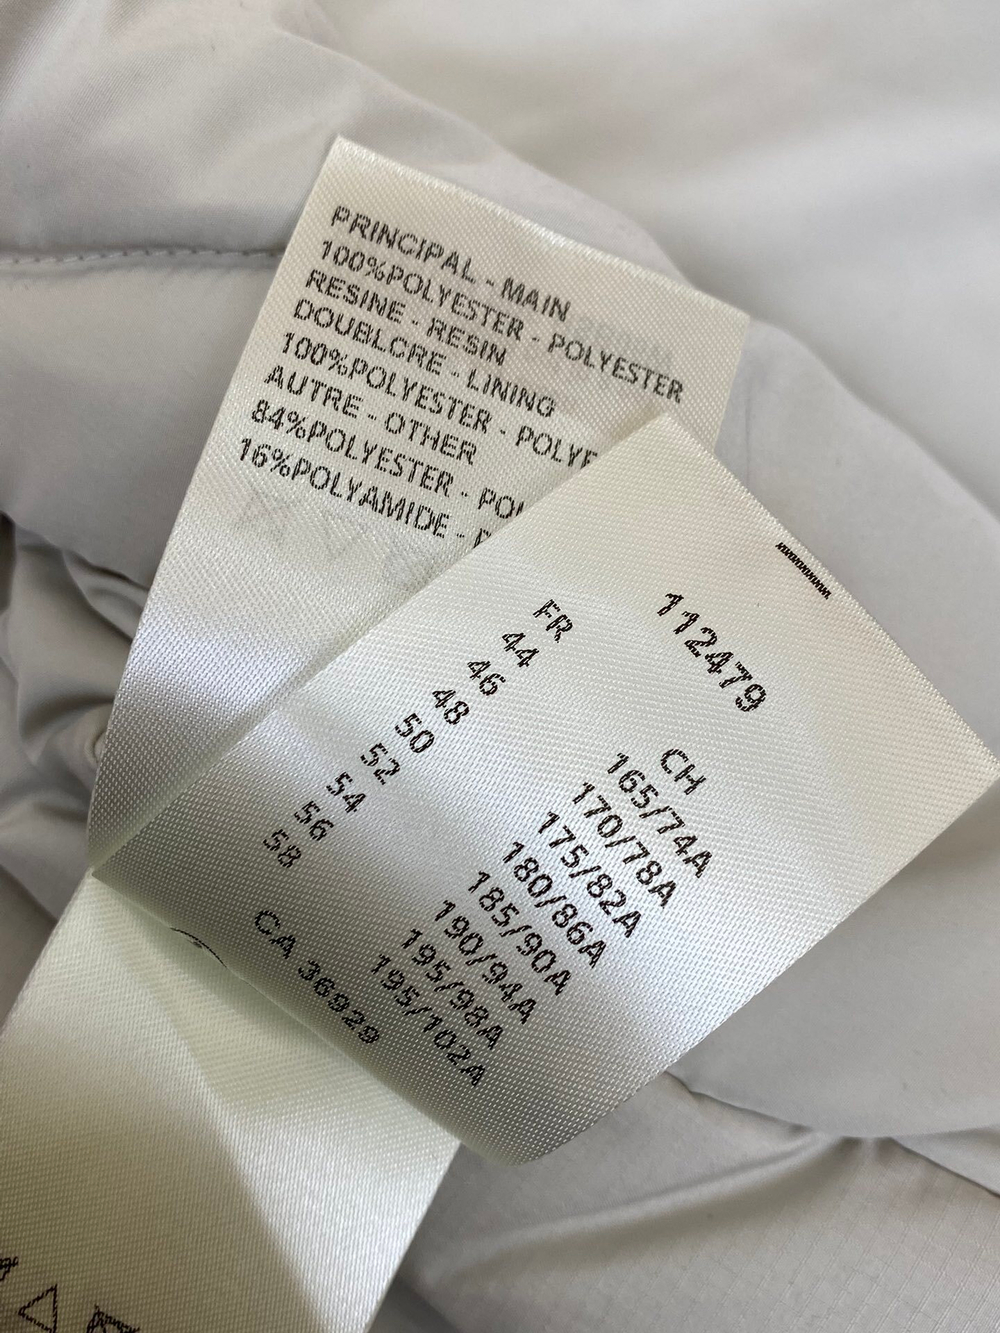 PRINCIPAL - MAIN
100%POLYESTER - POLYESTER
RESINE - RESIN
DOUBLCRE - LINING
100%POLYESTER -
AUTRE - OTHER
84%POLYESTER -
16%POLYAMIDE -
112479
FR CH
44 165/74A
46 170/78A
48 175/82A
50 180/86A
52 185/90A
54 190/94A
56 195/98A
58 195/102A
CA 36929